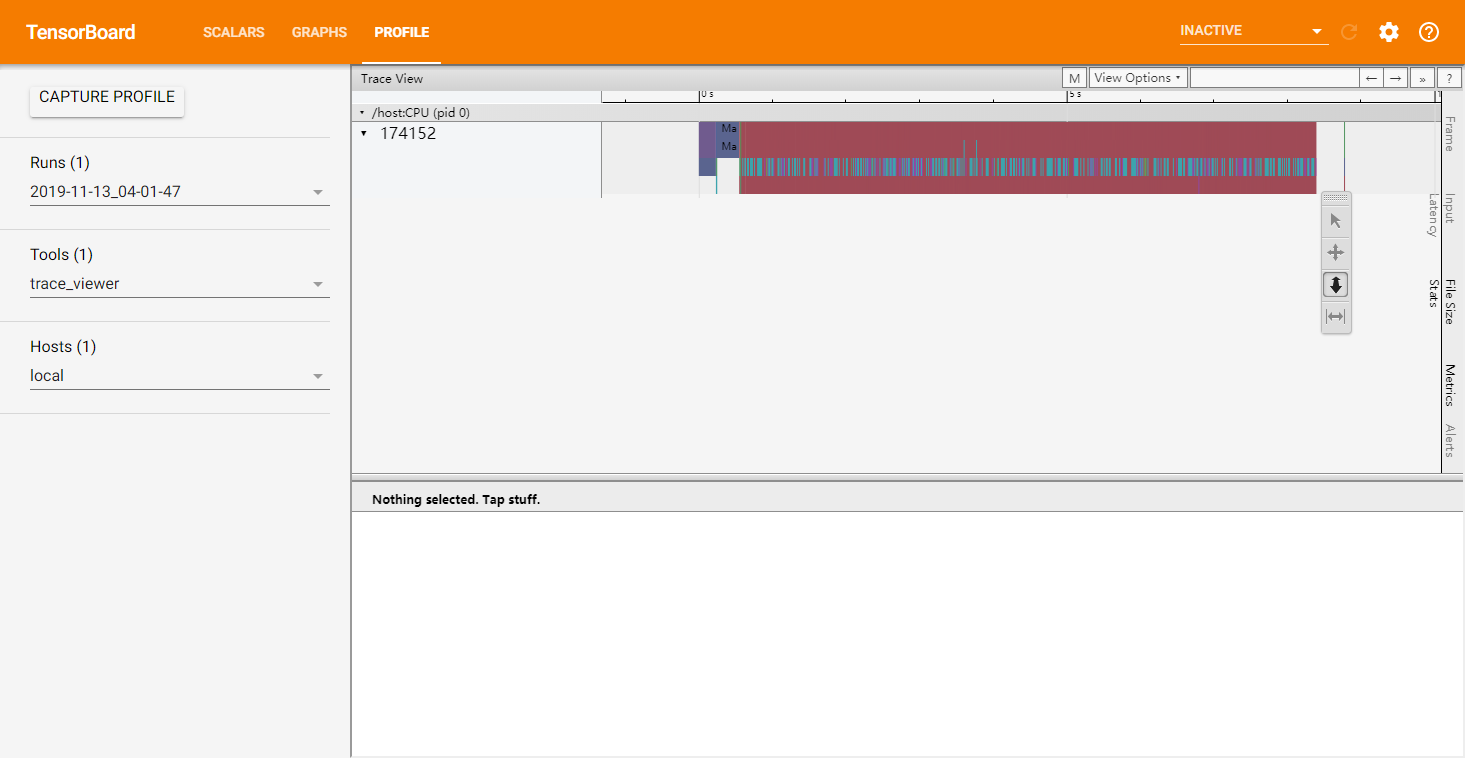 TensorBoard SCALARS GRAPHS PROFILE INACTIVE
CAPTURE PROFILE
Runs (1)
2019-11-13_04-01-47
Tools (1)
trace_viewer
Hosts (1)
local
Trace View M View Options ▾ ← → » ?
0 s 5 s 1
/host:CPU (pid 0)
174152
Ma
Ma
Frame
Input Latency
File Size Stats
Metrics
Alerts
Nothing selected. Tap stuff.